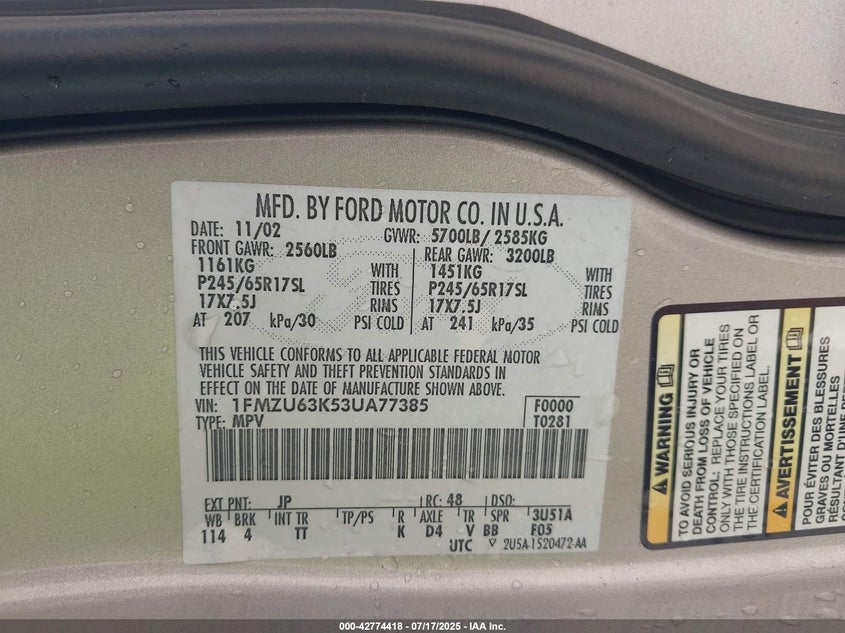 MFD. BY FORD MOTOR CO. IN U.S.A.
DATE: 11/02 GVWR: 5700LB/ 2585KG
FRONT GAWR: 2560LB REAR GAWR: 3200LB
1161KG WITH 1451KG WITH
P245/65R17SL TIRES P245/65R17SL TIRES
17X7.5J RIMS 17X7.5J RIMS
AT 207 kPa/30 PSI COLD AT 241 kPa/35 PSI COLD
THIS VEHICLE CONFORMS TO ALL APPLICABLE FEDERAL MOTOR
VEHICLE SAFETY AND THEFT PREVENTION STANDARDS IN
EFFECT ON THE DATE OF MANUFACTURE SHOWN ABOVE.
VIN: 1FMZU63K53UA77385 F0000
TYPE: MPV T0281
EXT PNT: JP RC: 48 DSO:
WB BRK INT TR TP/PS R AXLE TR SPR 3U51A
114 4 TT K D4 V BB F05
UTC 2U5A-1520472-AA
WARNING
TO AVOID SERIOUS INJURY OR
DEATH FROM LOSS OF VEHICLE
CONTROL: REPLACE YOUR TIRES
ONLY WITH THOSE SPECIFIED ON
THE TIRE INSTRUCTIONS LABEL OR
THE CERTIFICATION LABEL.
AVERTISSEMENT
POUR ÉVITER DES BLESSURES
GRAVES OU MORTELLES
000-42774418 - 07/17/2025 - IAA Inc.